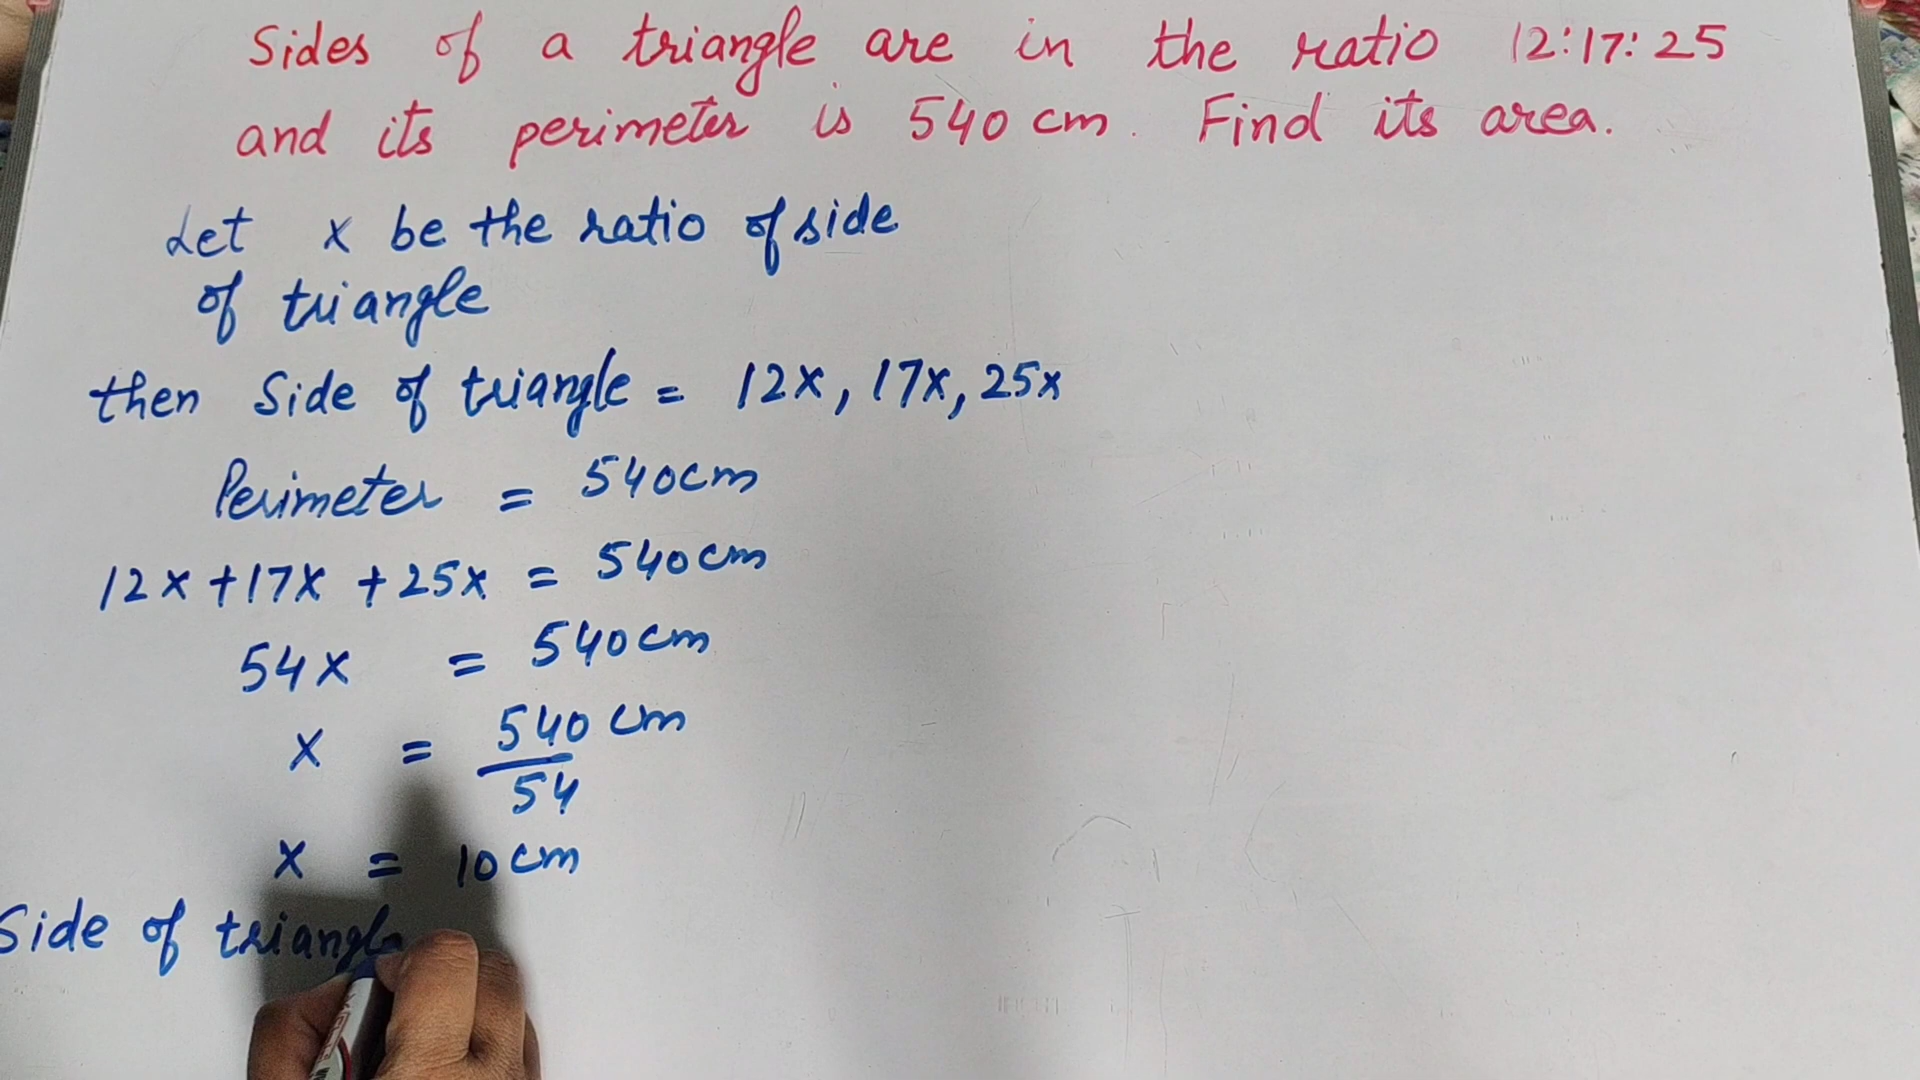 Sides of a triangle are in the ratio 12:17:25
and its perimeter is 540 cm. Find its area.
Let x be the ratio of side
of triangle
then Side of triangle = 12x, 17x, 25x
Perimeter = 540cm
12x +17x +25x = 540cm
54x = 540cm
x = 540 cm
54
x = 10 cm
Side of triangle